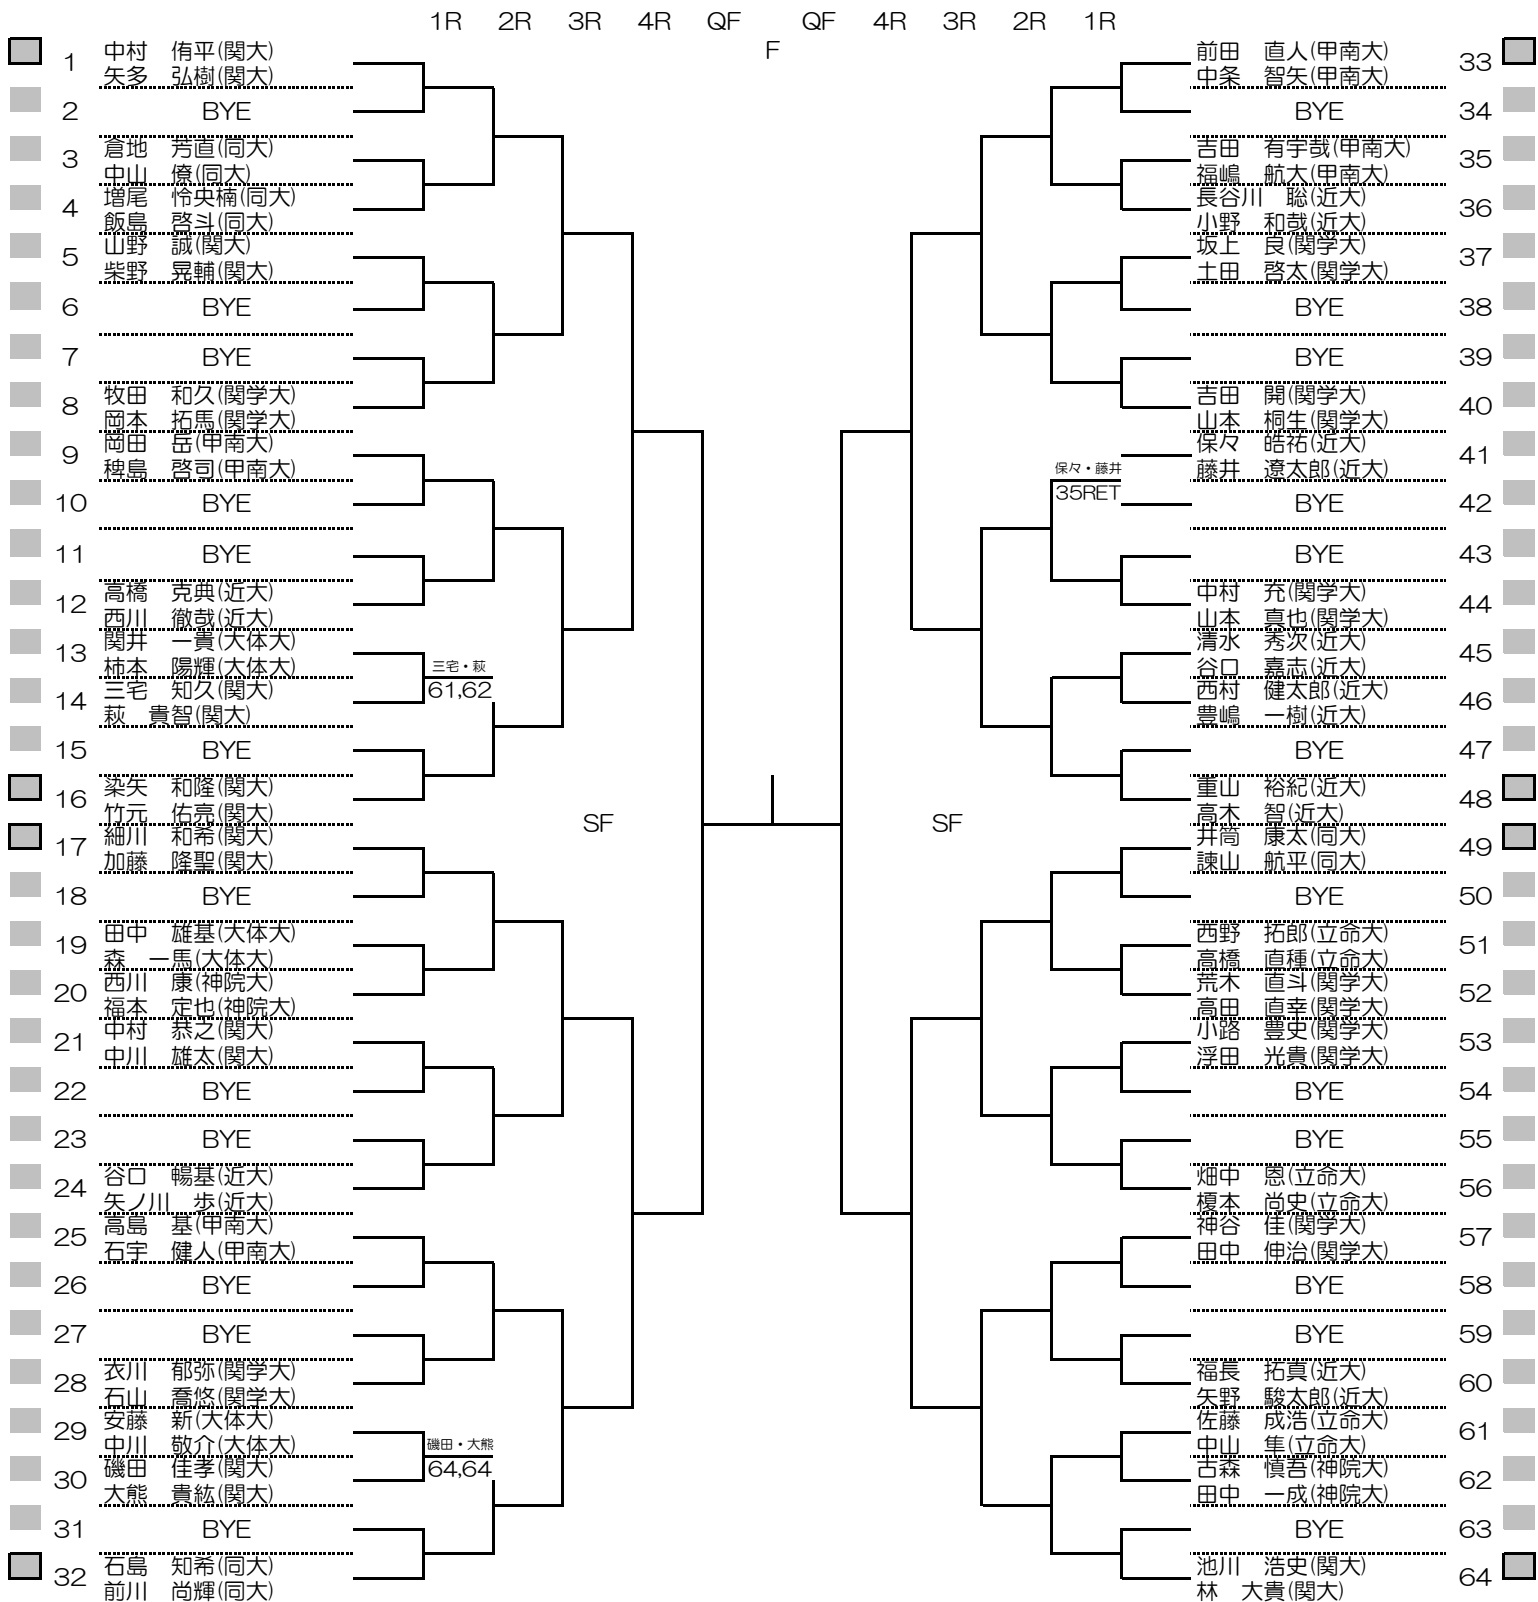 1R 2R 3R 4R QF QF 4R 3R 2R 1R
F
1 中村 侑平(関大)
矢多 弘樹(関大)
2 BYE
3 倉地 芳直(同大)
中山 僚(同大)
4 増尾 怜央楠(同大)
飯島 啓斗(同大)
5 山野 誠(関大)
柴野 晃輔(関大)
6 BYE
7 BYE
8 牧田 和久(関学大)
岡本 拓馬(関学大)
9 岡田 岳(甲南大)
稗島 啓司(甲南大)
10 BYE
11 BYE
12 高橋 克典(近大)
西川 徹哉(近大)
13 関井 一貴(大体大)
柿本 陽輝(大体大)
三宅・萩
61,62
14 三宅 知久(関大)
萩 貴智(関大)
15 BYE
16 染矢 和隆(関大)
竹元 佑亮(関大)
SF
17 細川 和希(関大)
加藤 隆聖(関大)
18 BYE
19 田中 雄基(大体大)
森 一馬(大体大)
20 西川 康(神院大)
福本 定也(神院大)
21 中村 恭之(関大)
中川 雄太(関大)
22 BYE
23 BYE
24 谷口 暢基(近大)
矢ノ川 歩(近大)
25 高島 基(甲南大)
石宇 健人(甲南大)
26 BYE
27 BYE
28 衣川 郁弥(関学大)
石山 喬悠(関学大)
29 安藤 新(大体大)
中川 敬介(大体大)
磯田・大熊
64,64
30 磯田 佳孝(関大)
大熊 貴紘(関大)
31 BYE
32 石島 知希(同大)
前川 尚輝(同大)
前田 直人(甲南大) 33
中条 智矢(甲南大)
BYE 34
吉田 有宇哉(甲南大) 35
福嶋 航大(甲南大)
長谷川 聡(近大) 36
小野 和哉(近大)
坂上 良(関学大) 37
土田 啓太(関学大)
BYE 38
BYE 39
吉田 開(関学大) 40
山本 桐生(関学大)
保々 皓祐(近大) 41
藤井 遼太郎(近大)
保々・藤井
35RET
BYE 42
BYE 43
中村 充(関学大) 44
山本 真也(関学大)
清水 秀次(近大) 45
谷口 嘉志(近大)
西村 健太郎(近大) 46
豊嶋 一樹(近大)
BYE 47
重山 裕紀(近大) 48
高木 智(近大)
SF
井筒 康太(同大) 49
諫山 航平(同大)
BYE 50
西野 拓郎(立命大) 51
高橋 直種(立命大)
荒木 直斗(関学大) 52
高田 直幸(関学大)
小路 豊史(関学大) 53
浮田 光貴(関学大)
BYE 54
BYE 55
畑中 恩(立命大) 56
榎本 尚史(立命大)
神谷 佳(関学大) 57
田中 伸治(関学大)
BYE 58
BYE 59
福長 拓真(近大) 60
矢野 駿太郎(近大)
佐藤 成浩(立命大) 61
中山 隼(立命大)
古森 慎吾(神院大) 62
田中 一成(神院大)
BYE 63
池川 浩史(関大) 64
林 大貴(関大)